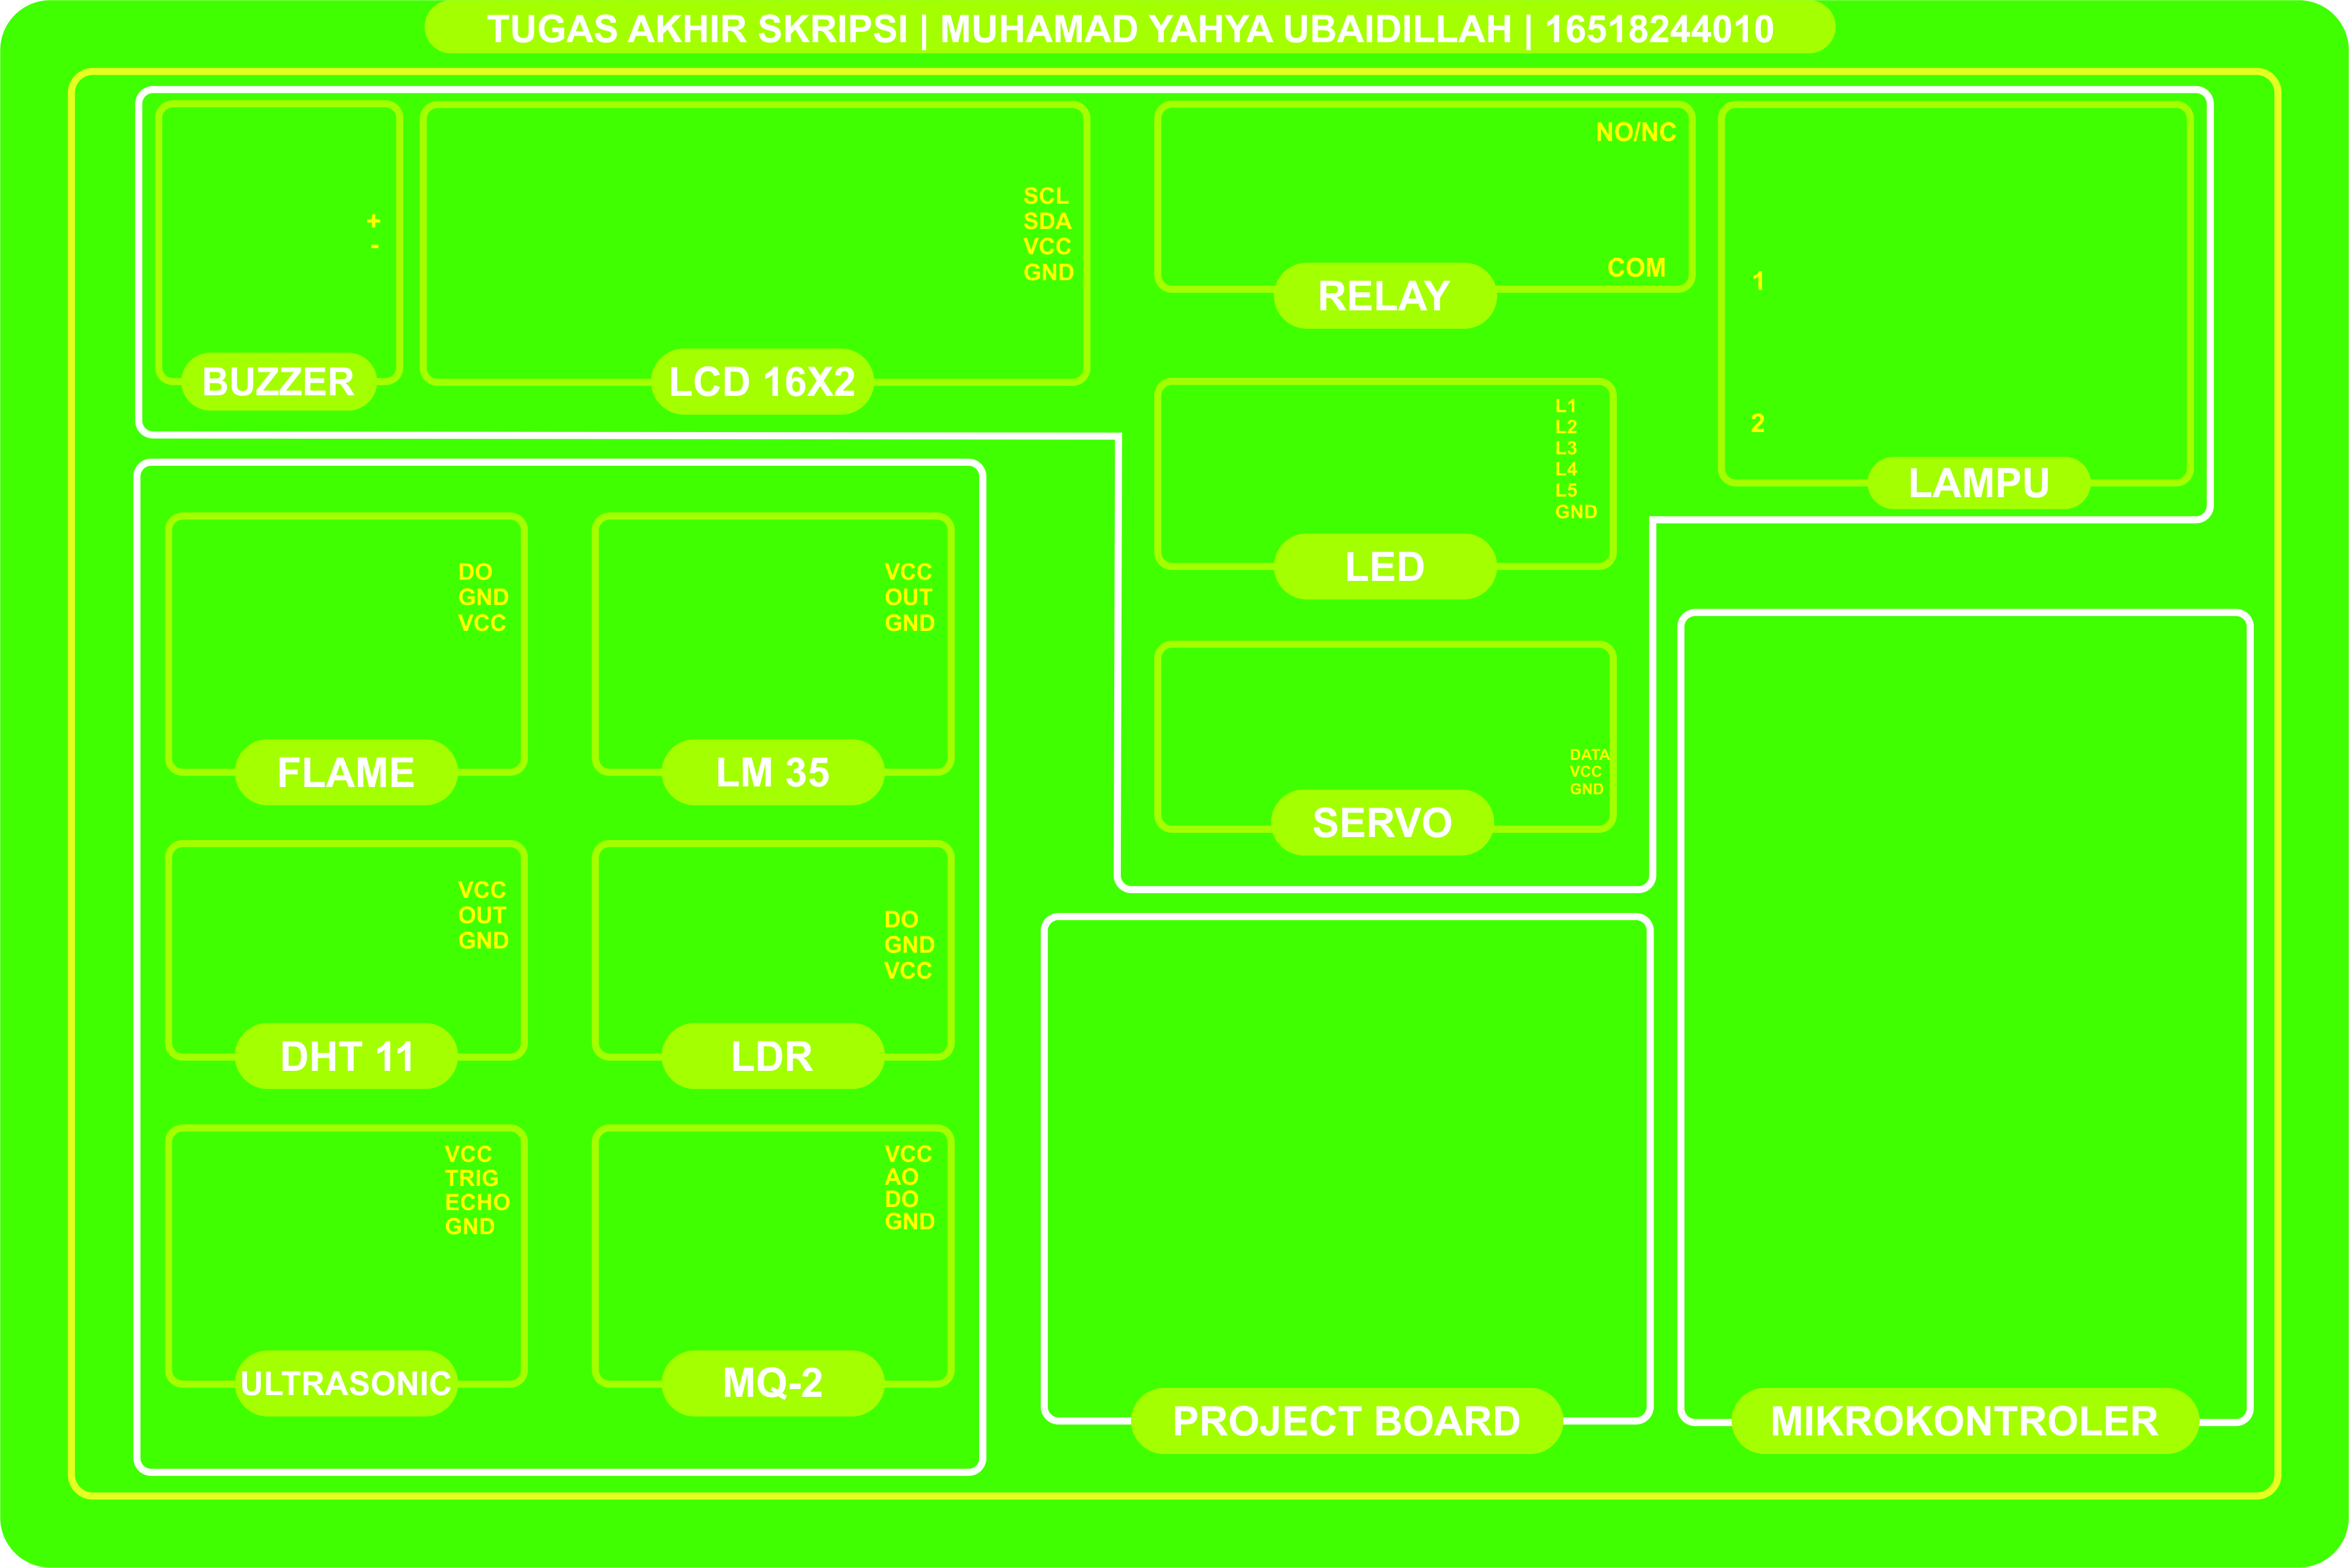 TUGAS AKHIR SKRIPSI | MUHAMAD YAHYA UBAIDILLAH | 16518244010
+
-
BUZZER
SCL
SDA
VCC
GND
LCD 16X2
NO/NC
COM
RELAY
1
2
LAMPU
L1
L2
L3
L4
L5
GND
LED
DATA
VCC
GND
SERVO
DO
GND
VCC
FLAME
VCC
OUT
GND
LM 35
VCC
OUT
GND
DHT 11
DO
GND
VCC
LDR
VCC
TRIG
ECHO
GND
ULTRASONIC
VCC
AO
DO
GND
MQ-2
PROJECT BOARD
MIKROKONTROLER